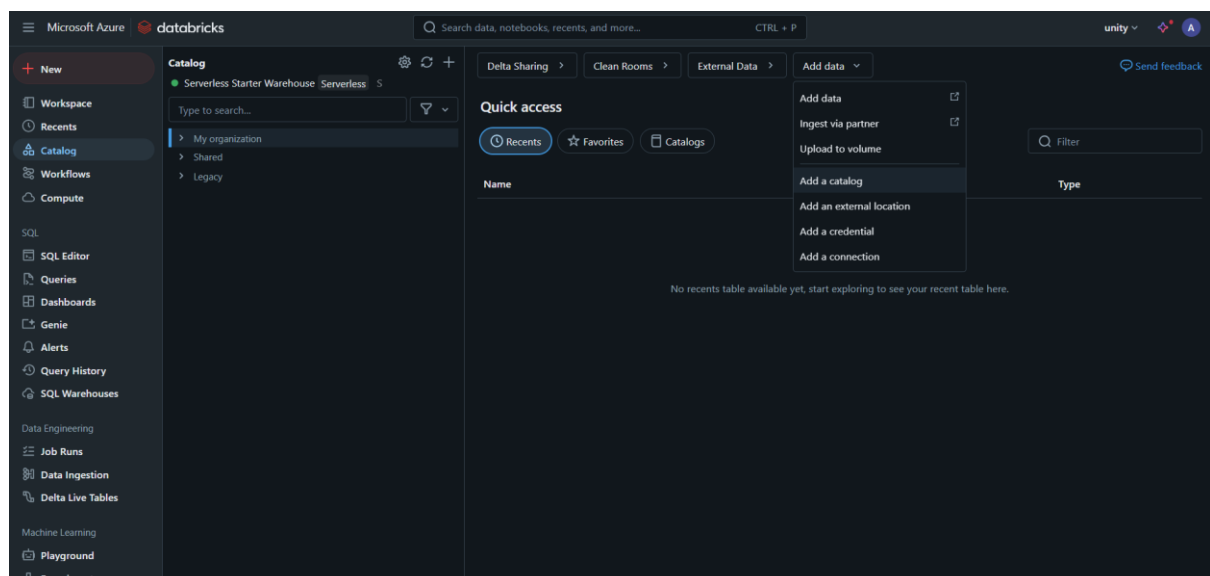 Microsoft Azure databricks Search data, notebooks, recents, and more... CTRL + P unity A
New
Workspace
Recents
Catalog
Workflows
Compute
SQL
SQL Editor
Queries
Dashboards
Genie
Alerts
Query History
SQL Warehouses
Data Engineering
Job Runs
Data Ingestion
Delta Live Tables
Machine Learning
Playground
Catalog
Serverless Starter Warehouse Serverless S
Type to search...
My organization
Shared
Legacy
Delta Sharing Clean Rooms External Data Add data Send feedback
Quick access
Recents Favorites Catalogs Filter
Name Type
Add data
Ingest via partner
Upload to volume
Add a catalog
Add an external location
Add a credential
Add a connection
No recents table available yet, start exploring to see your recent table here.